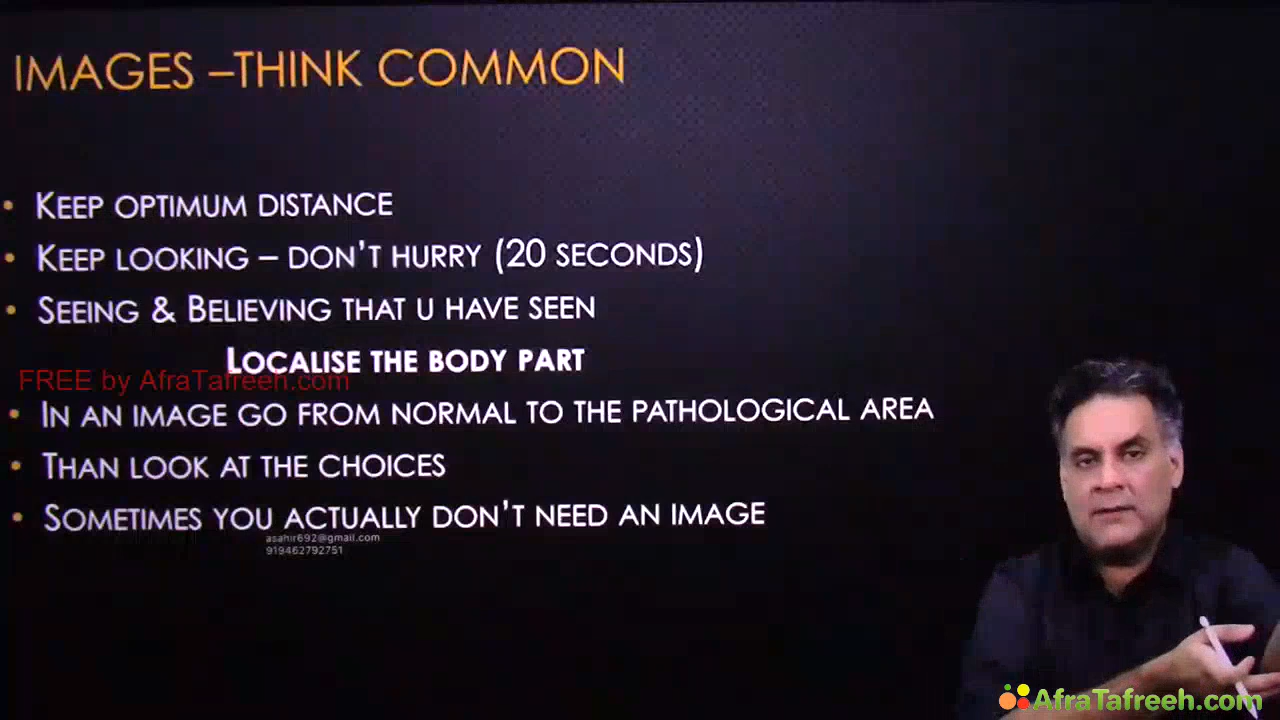 IMAGES –THINK COMMON
• KEEP OPTIMUM DISTANCE
• KEEP LOOKING – DON'T HURRY (20 SECONDS)
• SEEING & BELIEVING THAT U HAVE SEEN
LOCALISE THE BODY PART
FREE by AfraTafreeh.com
• IN AN IMAGE GO FROM NORMAL TO THE PATHOLOGICAL AREA
• THAN LOOK AT THE CHOICES
• SOMETIMES YOU ACTUALLY DON'T NEED AN IMAGE
asahir692@gmail.com
919462792751
AfraTafreeh.com